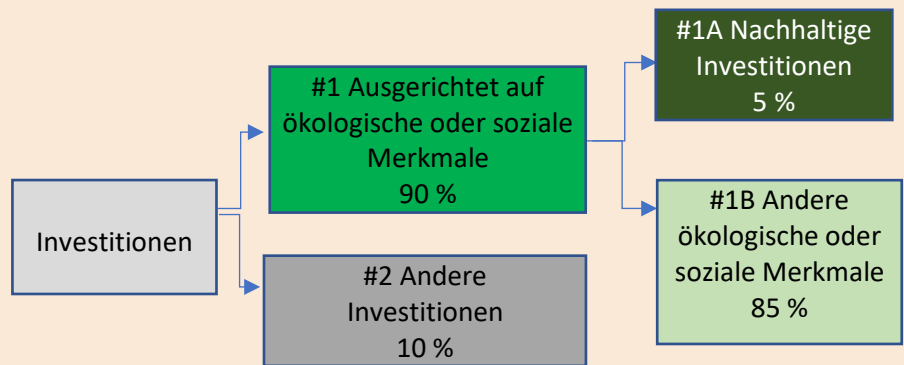 Investitionen
#1 Ausgerichtet auf
ökologische oder soziale
Merkmale
90 %
#2 Andere
Investitionen
10 %
#1A Nachhaltige
Investitionen
5 %
#1B Andere
ökologische oder
soziale Merkmale
85 %